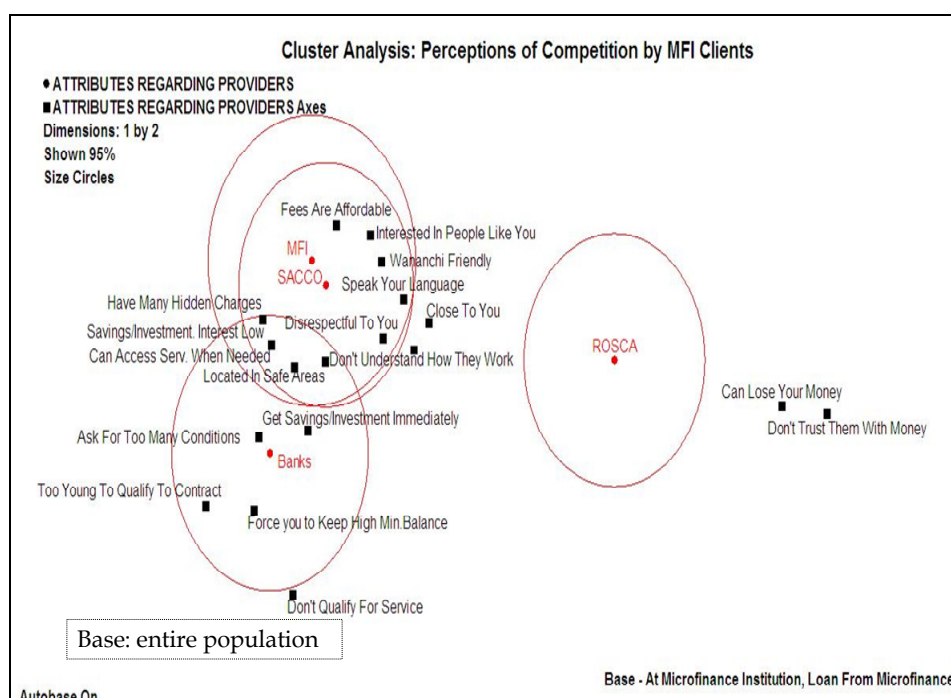 Cluster Analysis: Perceptions of Competition by MFI Clients
ATTRIBUTES REGARDING PROVIDERS
ATTRIBUTES REGARDING PROVIDERS Axes
Dimensions: 1 by 2
Shown 95%
Size Circles
Fees Are Affordable
Interested In People Like You
MFI
Wananchi Friendly
SACCO
Speak Your Language
Have Many Hidden Charges
Close To You
Disrespectful To You
Savings/Investment. Interest Low
Can Access Serv. When Needed
Don't Understand How They Work
ROSCA
Located In Safe Areas
Can Lose Your Money
Don't Trust Them With Money
Get Savings/Investment Immediately
Ask For Too Many Conditions
Banks
Too Young To Qualify To Contract
Force you to Keep High Min.Balance
Don't Qualify For Service
Base: entire population
Base - At Microfinance Institution, Loan From Microfinance
Autobase On